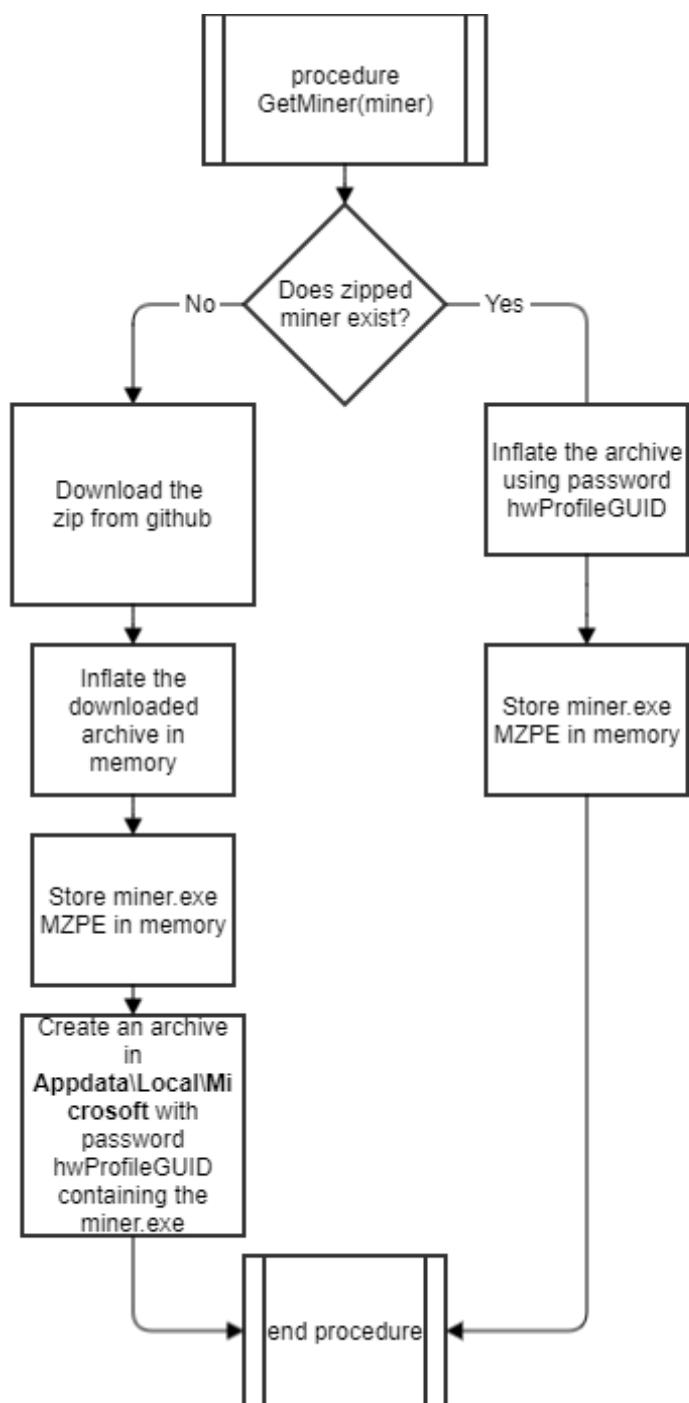 procedure
GetMiner(miner)
Does zipped
miner exist?
No
Yes
Download the
zip from github
Inflate the archive
using password
hwProfileGUID
Inflate the
downloaded
archive in
memory
Store miner.exe
MZPE in memory
Store miner.exe
MZPE in memory
Create an archive
in
Appdata\Local\Mi
crosoft with
password
hwProfileGUID
containing the
miner.exe
end procedure